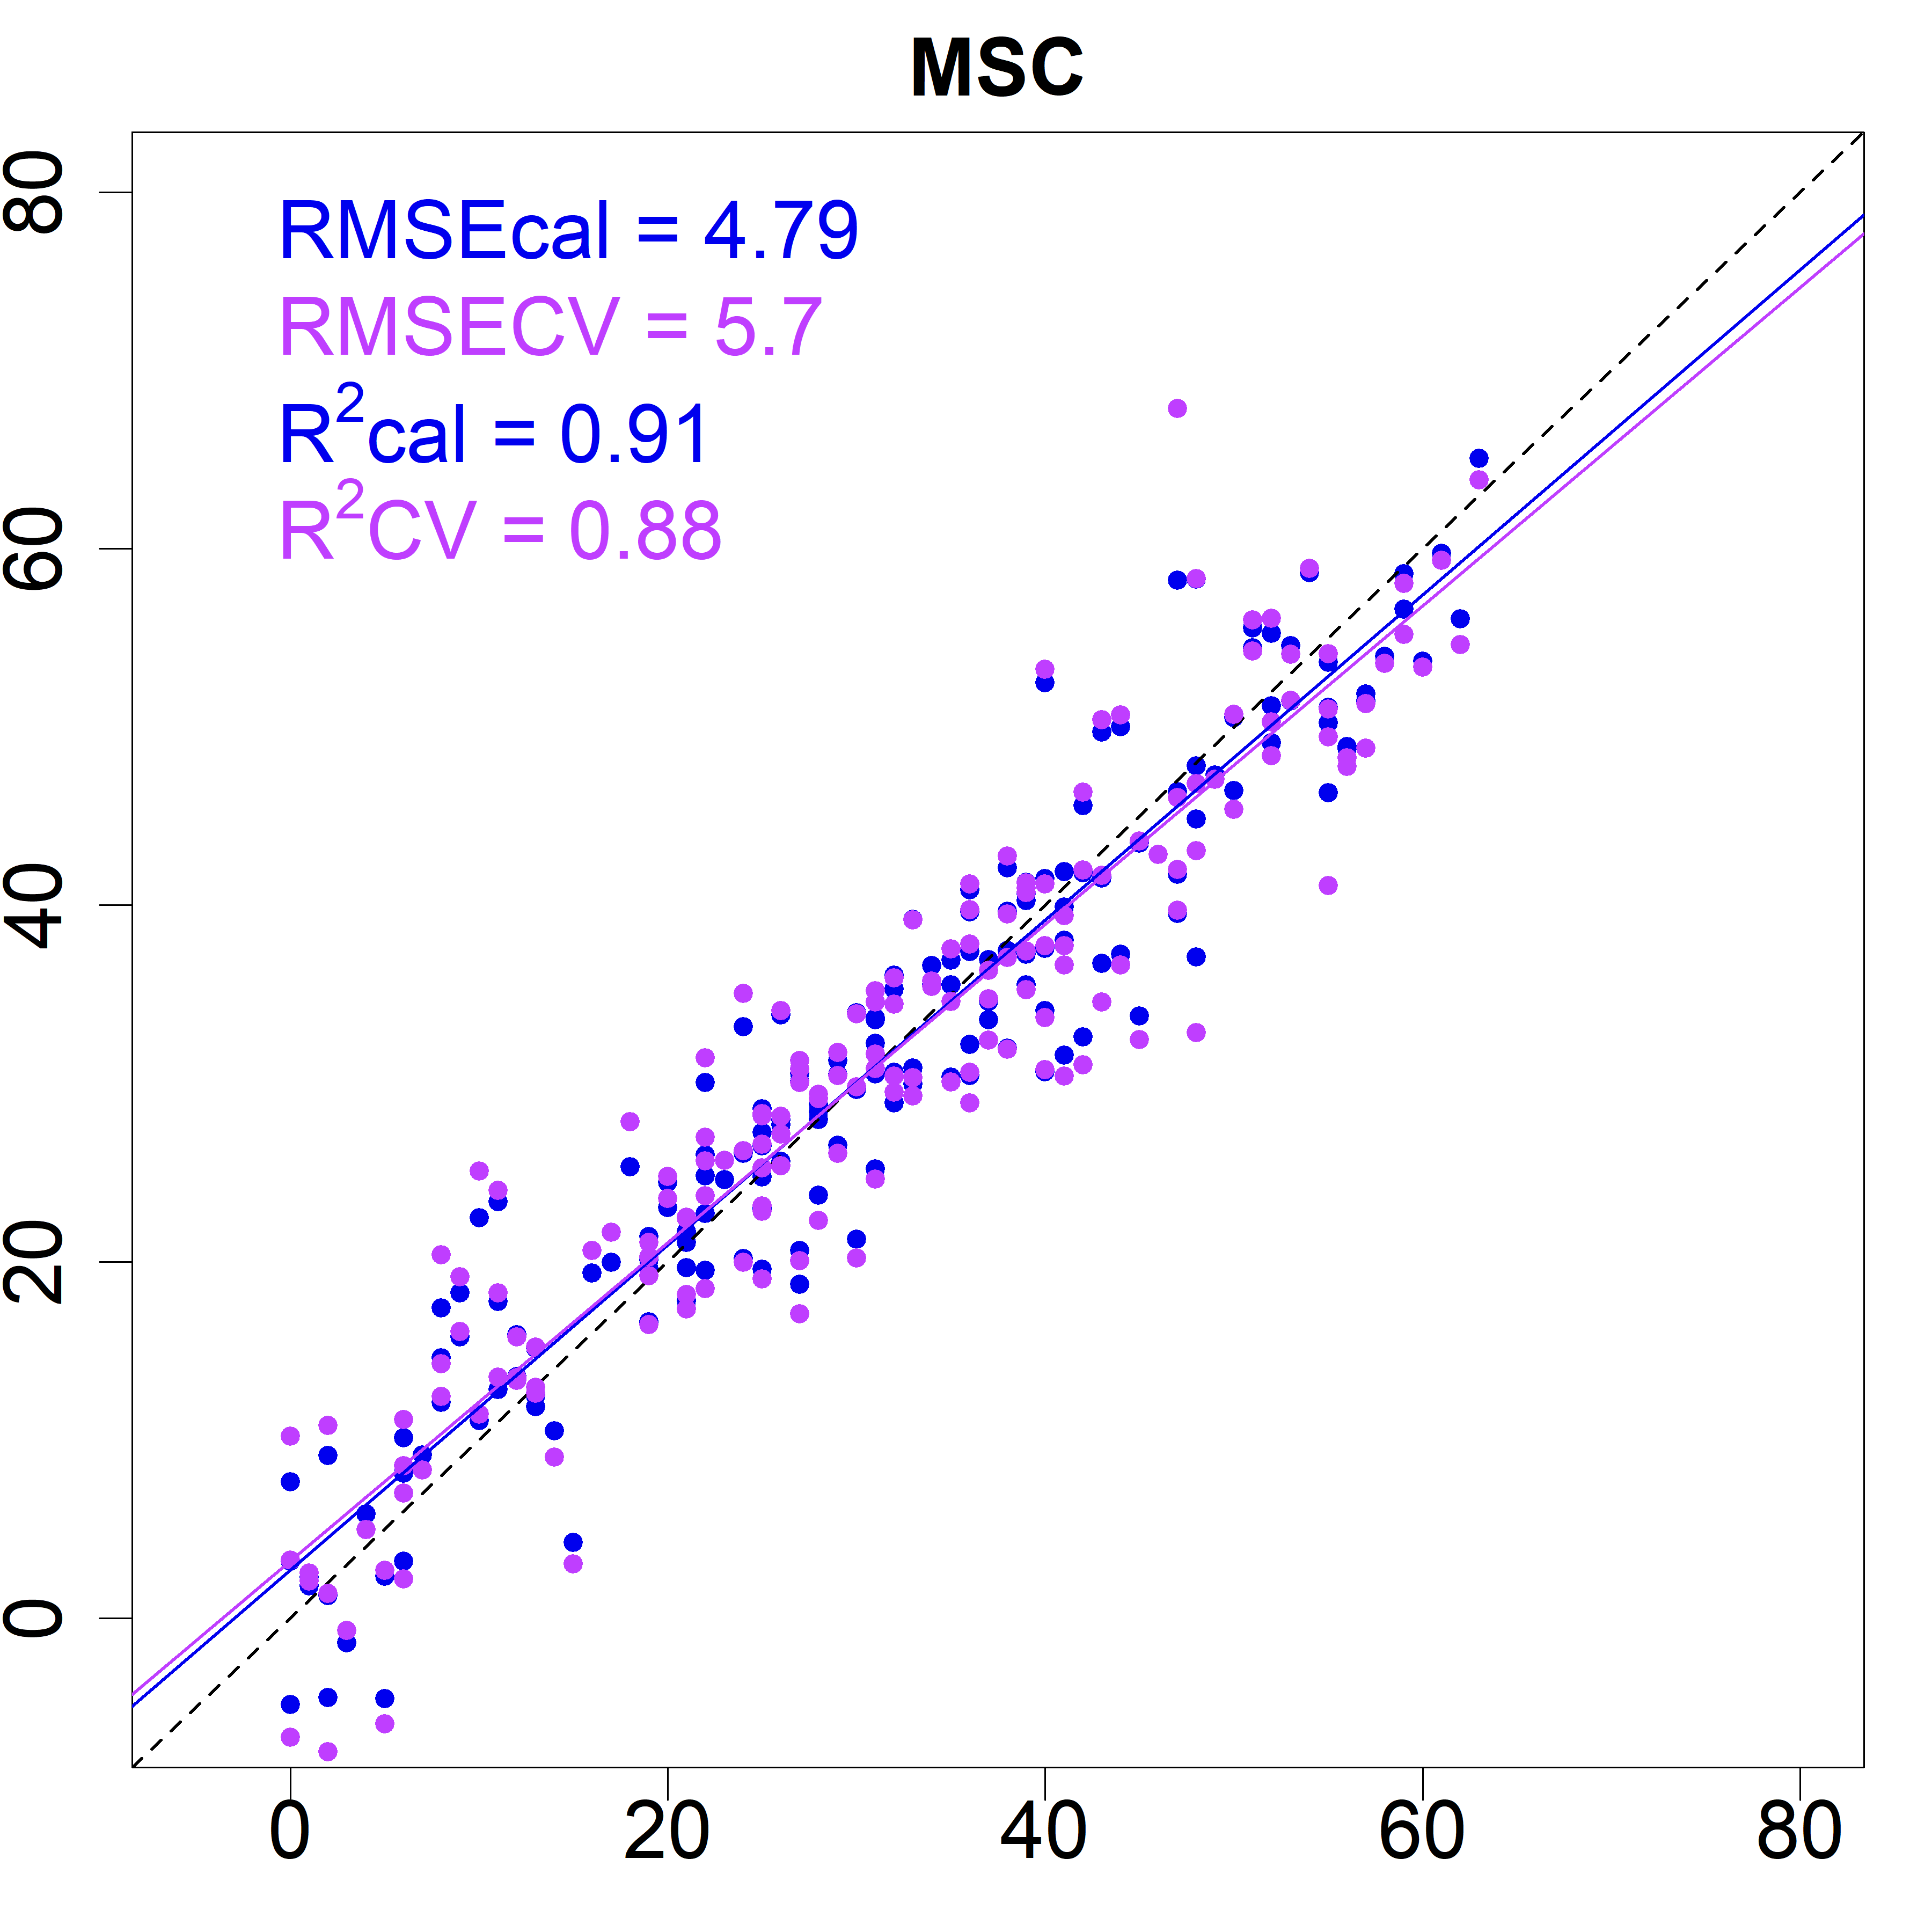 MSC
RMSEcal = 4.79
RMSECV = 5.7
R²cal = 0.91
R²CV = 0.88
80
60
40
20
0
0 20 40 60 80